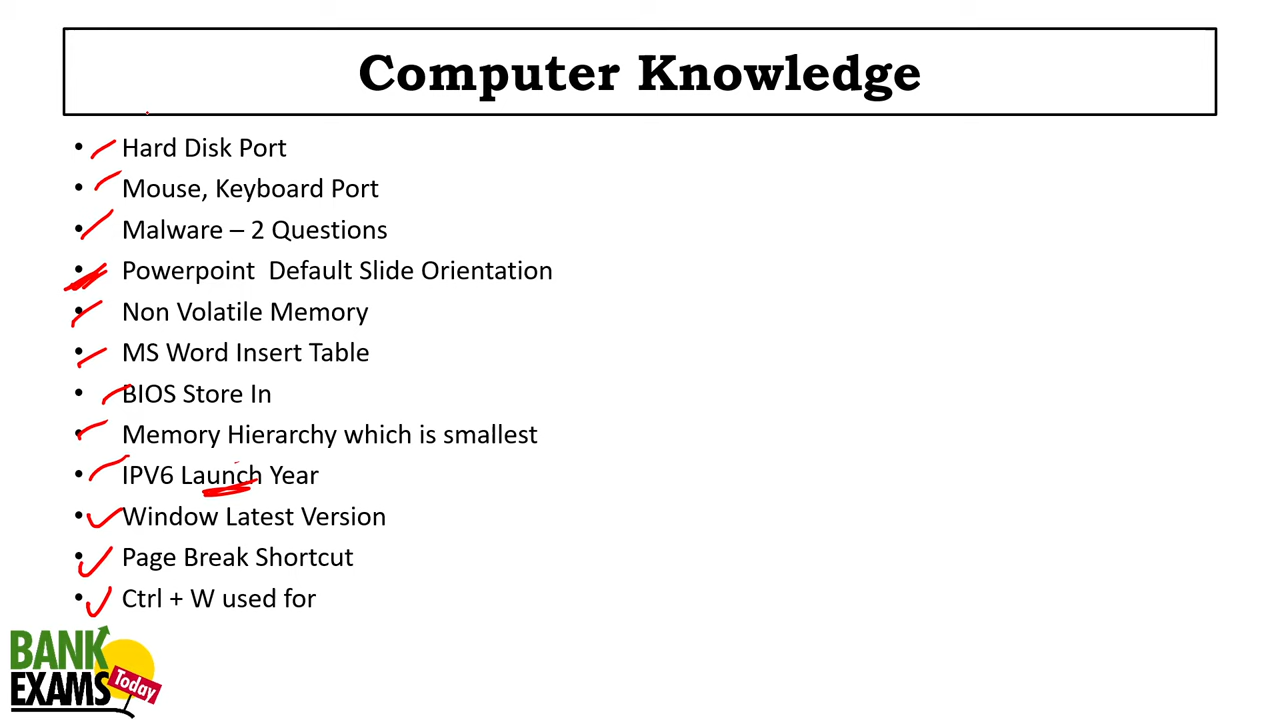 Computer Knowledge
• Hard Disk Port
• Mouse, Keyboard Port
• Malware – 2 Questions
• Powerpoint  Default Slide Orientation
• Non Volatile Memory
• MS Word Insert Table
• BIOS Store In
• Memory Hierarchy which is smallest
• IPV6 Launch Year
• Window Latest Version
• Page Break Shortcut
• Ctrl + W used for
BANK
EXAMS Today